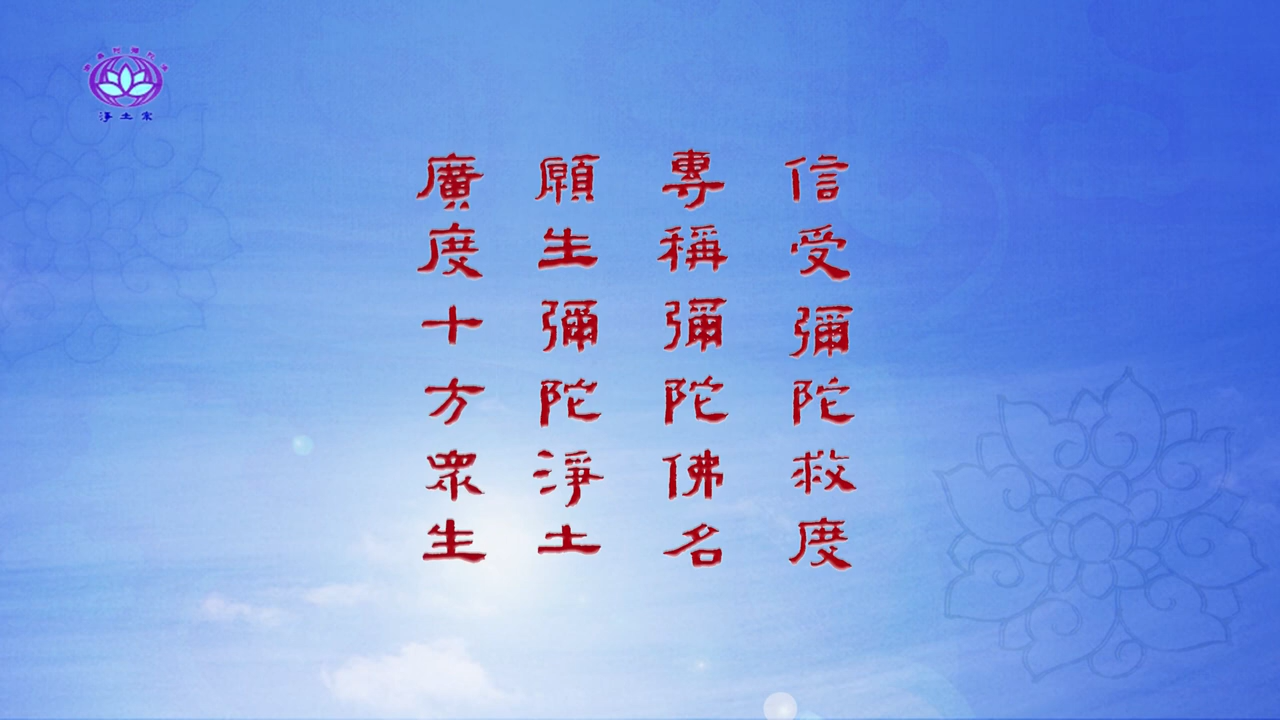 信受彌陀救度
專稱彌陀佛名
願生彌陀淨土
廣度十方眾生
淨土宗